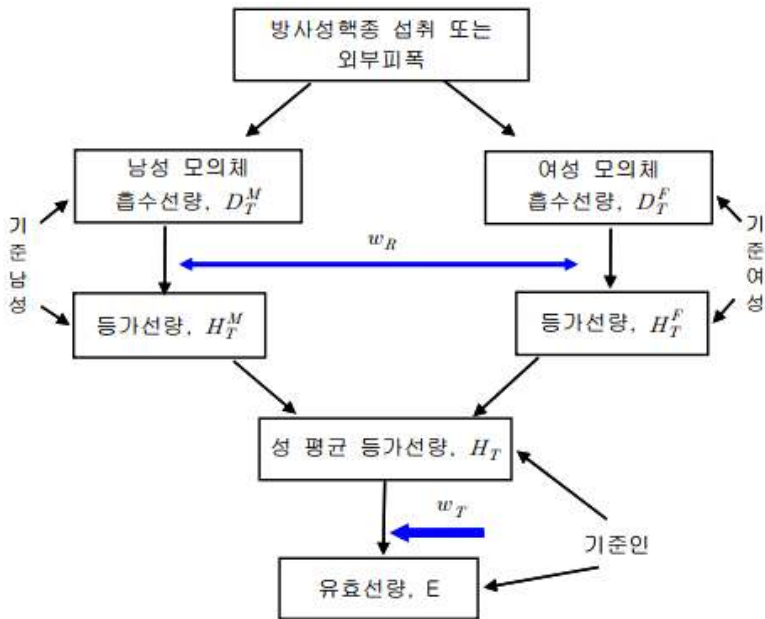 방사성핵종 섭취 또는
외부피폭
남성 모의체
흡수선량, D_T^M
여성 모의체
흡수선량, D_T^F
기준남성
w_R
기준여성
등가선량, H_T^M
등가선량, H_T^F
성 평균 등가선량, H_T
w_T
기준인
유효선량, E